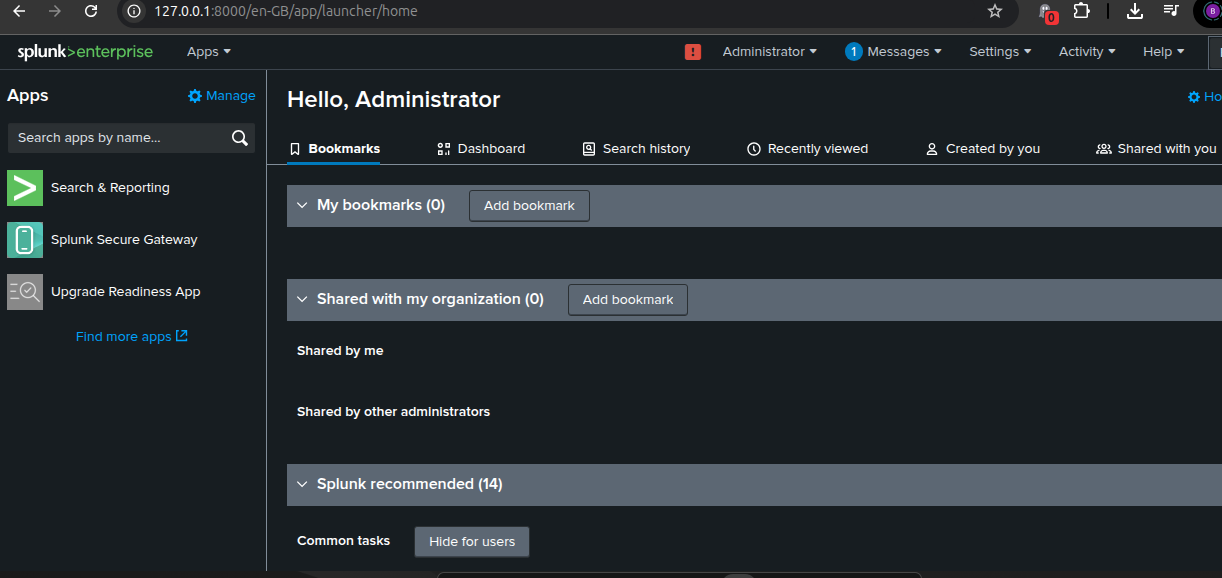 127.0.0.1:8000/en-GB/app/launcher/home
0
B
splunk>enterprise Apps ! Administrator 1 Messages Settings Activity Help
Apps Manage
Search apps by name...
Search & Reporting
Splunk Secure Gateway
Upgrade Readiness App
Find more apps
Hello, Administrator
Ho
Bookmarks Dashboard Search history Recently viewed Created by you Shared with you
My bookmarks (0) Add bookmark
Shared with my organization (0) Add bookmark
Shared by me
Shared by other administrators
Splunk recommended (14)
Common tasks Hide for users